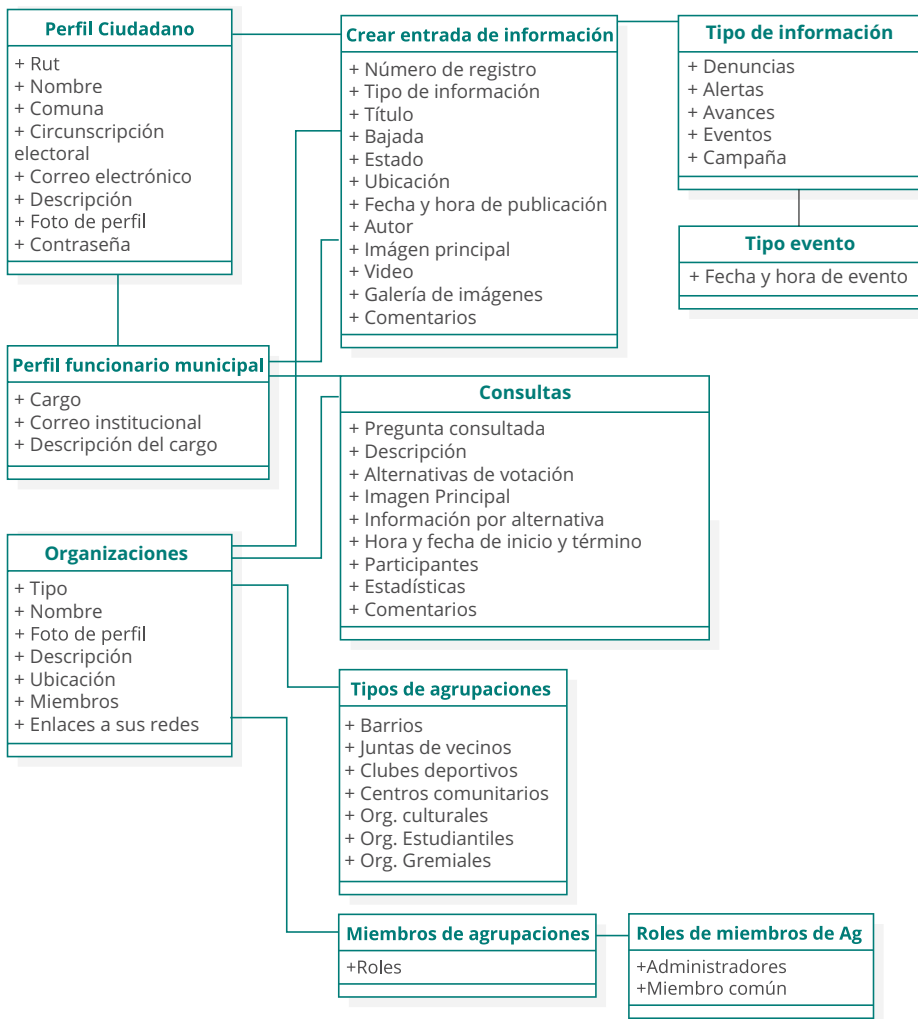 Perfil Ciudadano
+ Rut
+ Nombre
+ Comuna
+ Circunscripción
electoral
+ Correo electrónico
+ Descripción
+ Foto de perfil
+ Contraseña
Crear entrada de información
+ Número de registro
+ Tipo de información
+ Título
+ Bajada
+ Estado
+ Ubicación
+ Fecha y hora de publicación
+ Autor
+ Imágen principal
+ Video
+ Galería de imágenes
+ Comentarios
Tipo de información
+ Denuncias
+ Alertas
+ Avances
+ Eventos
+ Campaña
Tipo evento
+ Fecha y hora de evento
Perfil funcionario municipal
+ Cargo
+ Correo institucional
+ Descripción del cargo
Consultas
+ Pregunta consultada
+ Descripción
+ Alternativas de votación
+ Imagen Principal
+ Información por alternativa
+ Hora y fecha de inicio y término
+ Participantes
+ Estadísticas
+ Comentarios
Organizaciones
+ Tipo
+ Nombre
+ Foto de perfil
+ Descripción
+ Ubicación
+ Miembros
+ Enlaces a sus redes
Tipos de agrupaciones
+ Barrios
+ Juntas de vecinos
+ Clubes deportivos
+ Centros comunitarios
+ Org. culturales
+ Org. Estudiantiles
+ Org. Gremiales
Miembros de agrupaciones
+Roles
Roles de miembros de Ag
+Administradores
+Miembro común